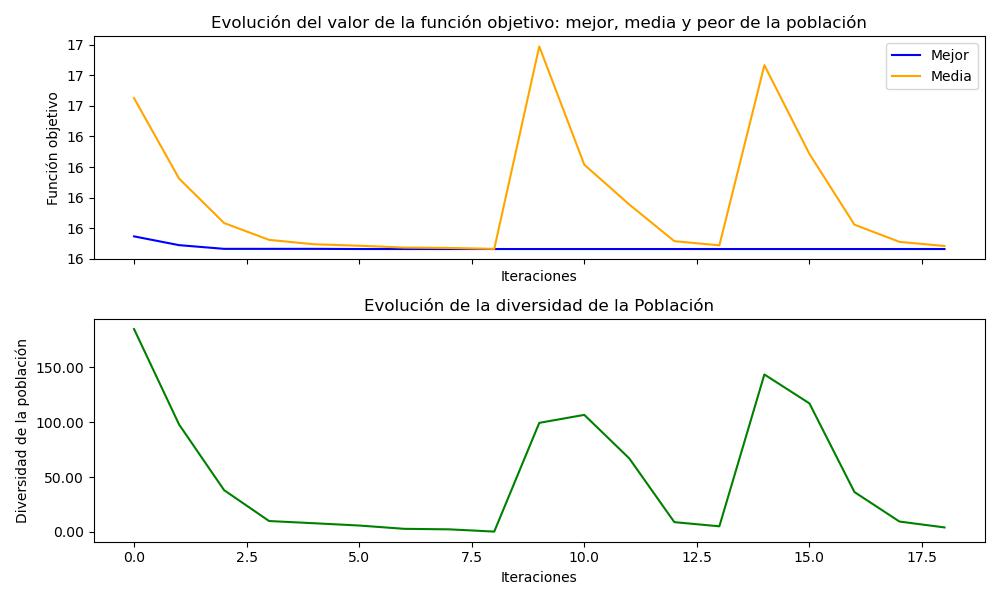 Evolución del valor de la función objetivo: mejor, media y peor de la población
17
17
17
16
16
16
16
16
Función objetivo
Mejor
Media
Iteraciones
Evolución de la diversidad de la Población
150.00
100.00
50.00
0.00
Diversidad de la población
0.0 2.5 5.0 7.5 10.0 12.5 15.0 17.5
Iteraciones